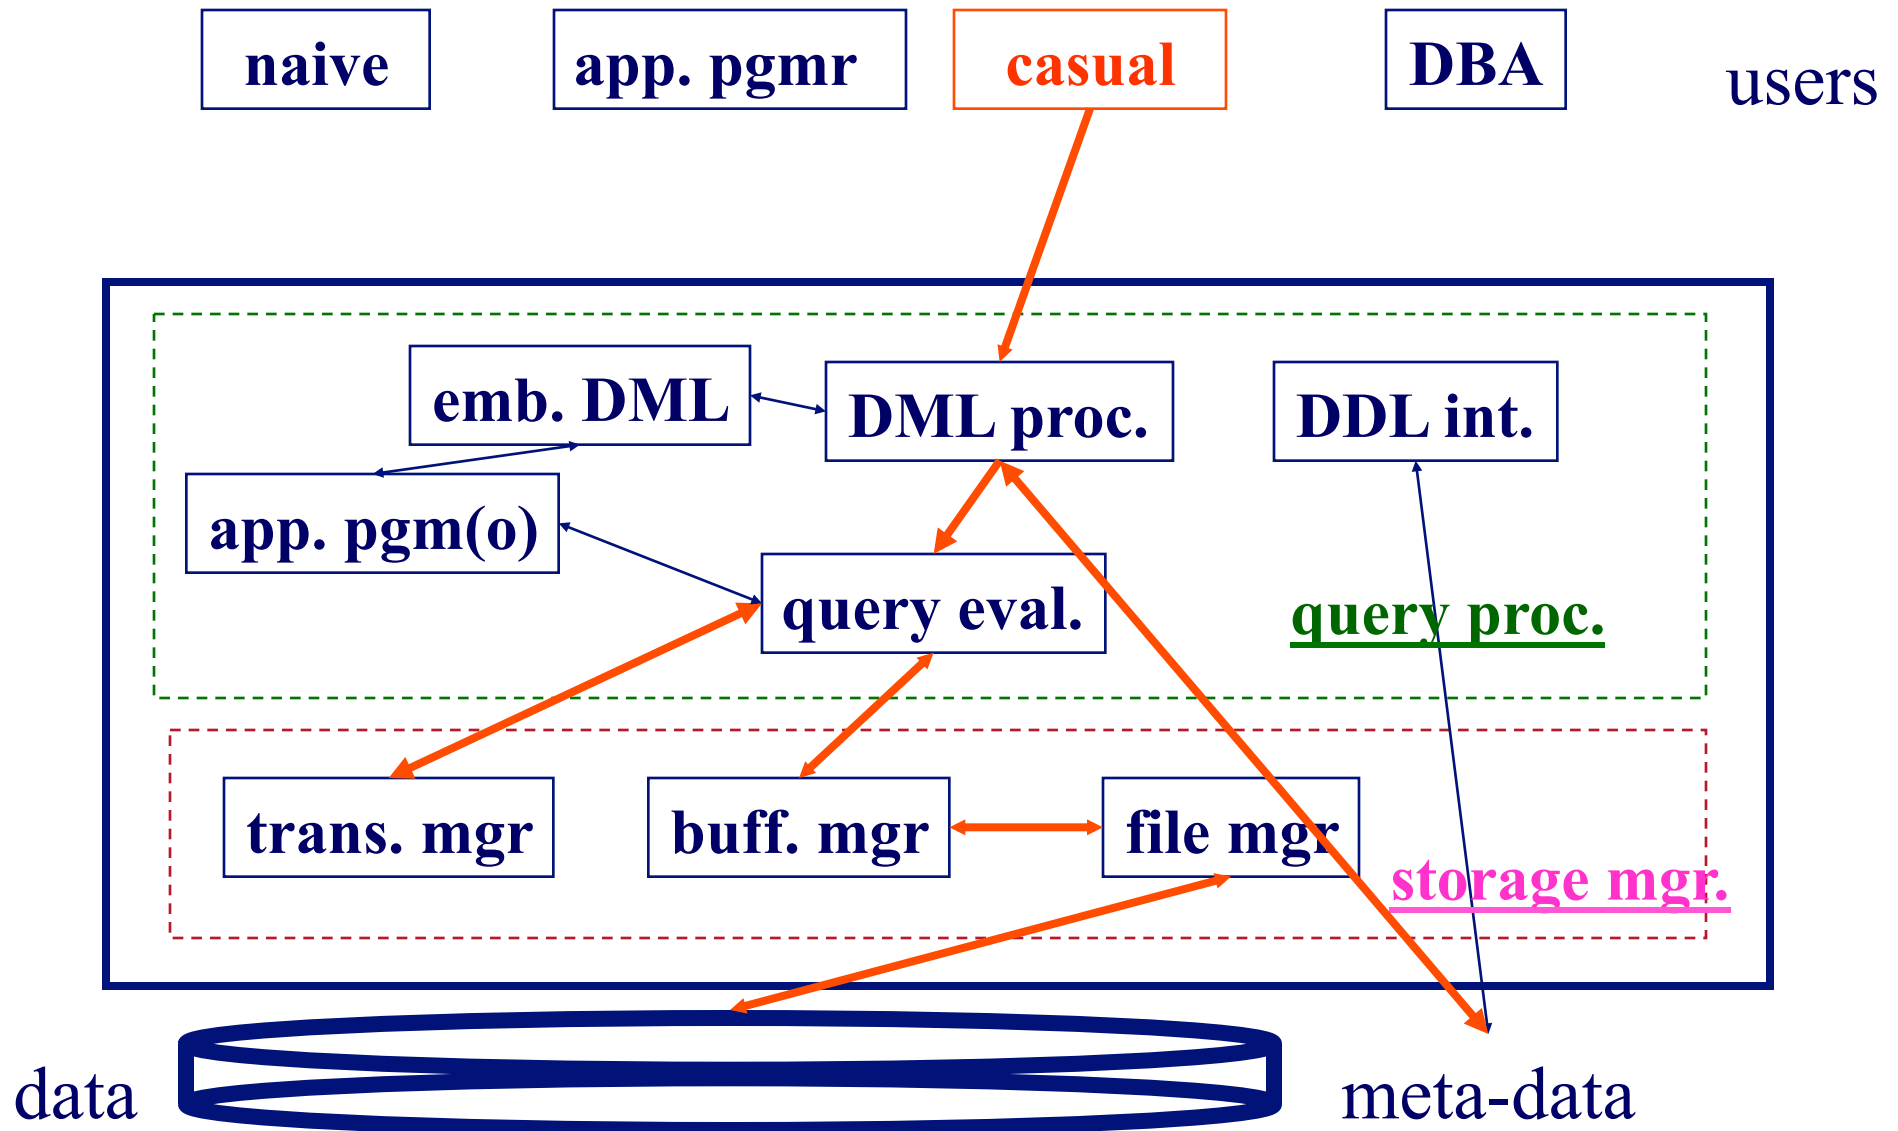 naive
app. pgmr
casual
DBA
users
emb. DML
DML proc.
DDL int.
app. pgm(o)
query eval.
query proc.
trans. mgr
buff. mgr
file mgr
storage mgr.
data
meta-data